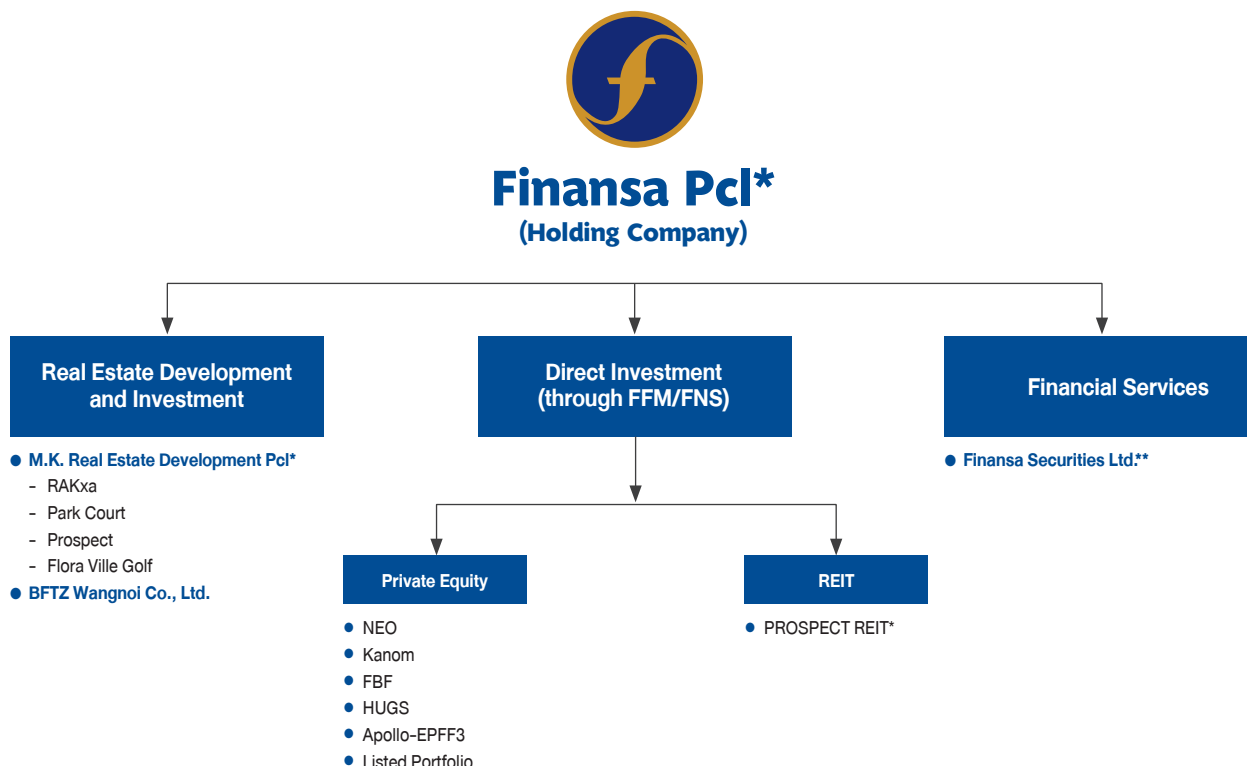 Finansa Pcl*
(Holding Company)
Real Estate Development
and Investment
● M.K. Real Estate Development Pcl*
- RAKxa
- Park Court
- Prospect
- Flora Ville Golf
● BFTZ Wangnoi Co., Ltd.
Direct Investment
(through FFM/FNS)
Private Equity
● NEO
● Kanom
● FBF
● HUGS
● Apollo-EPFF3
● Listed Portfolio
REIT
● PROSPECT REIT*
Financial Services
● Finansa Securities Ltd.**